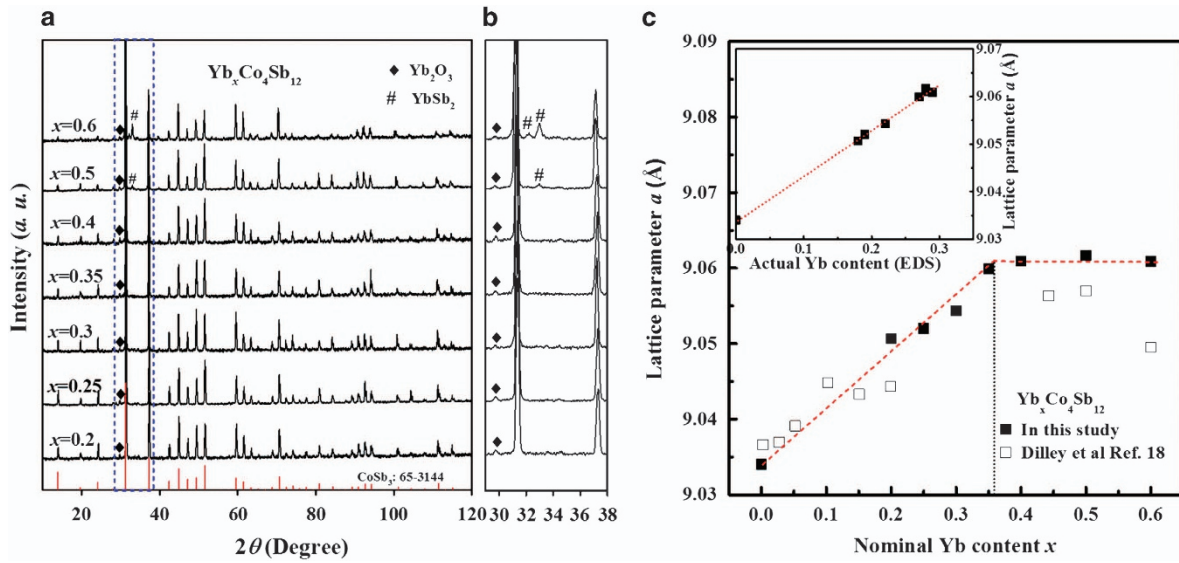 a
Yb_xCo_4Sb_12
◆ Yb_2O_3
# YbSb_2
x=0.6
#
x=0.5
#
x=0.4
x=0.35
x=0.3
x=0.25
x=0.2
CoSb_3: 65-3144
Intensity (a. u.)
20 40 60 80 100 120
2θ (Degree)
b
#
#
#
30 32 34 36 38
c
9.09
9.08
9.07
9.06
9.05
9.04
9.03
Lattice parameter a (Å)
9.07
9.06
9.05
9.04
9.03
Lattice parameter a (Å)
0.0 0.1 0.2 0.3
Actual Yb content (EDS)
Yb_xCo_4Sb_12
■ In this study
□ Dilley et al Ref. 18
0.0 0.1 0.2 0.3 0.4 0.5 0.6
Nominal Yb content x